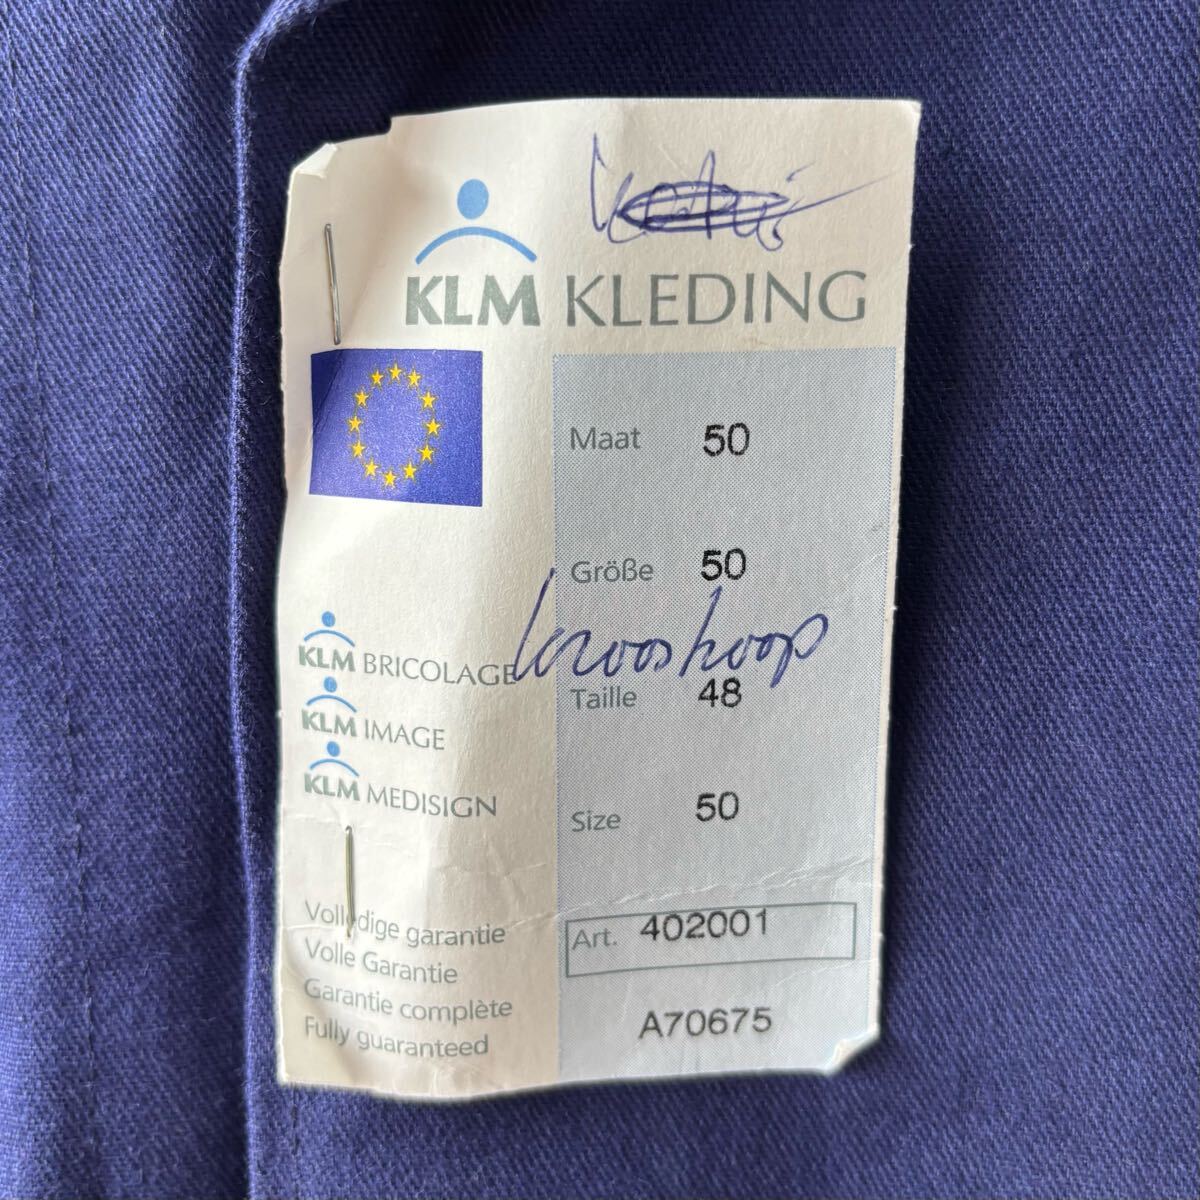 KLM KLEDING
Maat 50
Größe 50
krooshoop
Taille 48
Size 50
Art. 402001
A70675
KLM BRICOLAGE
KLM IMAGE
KLM MEDISIGN
Volledige garantie
Volle Garantie
Garantie complète
Fully guaranteed